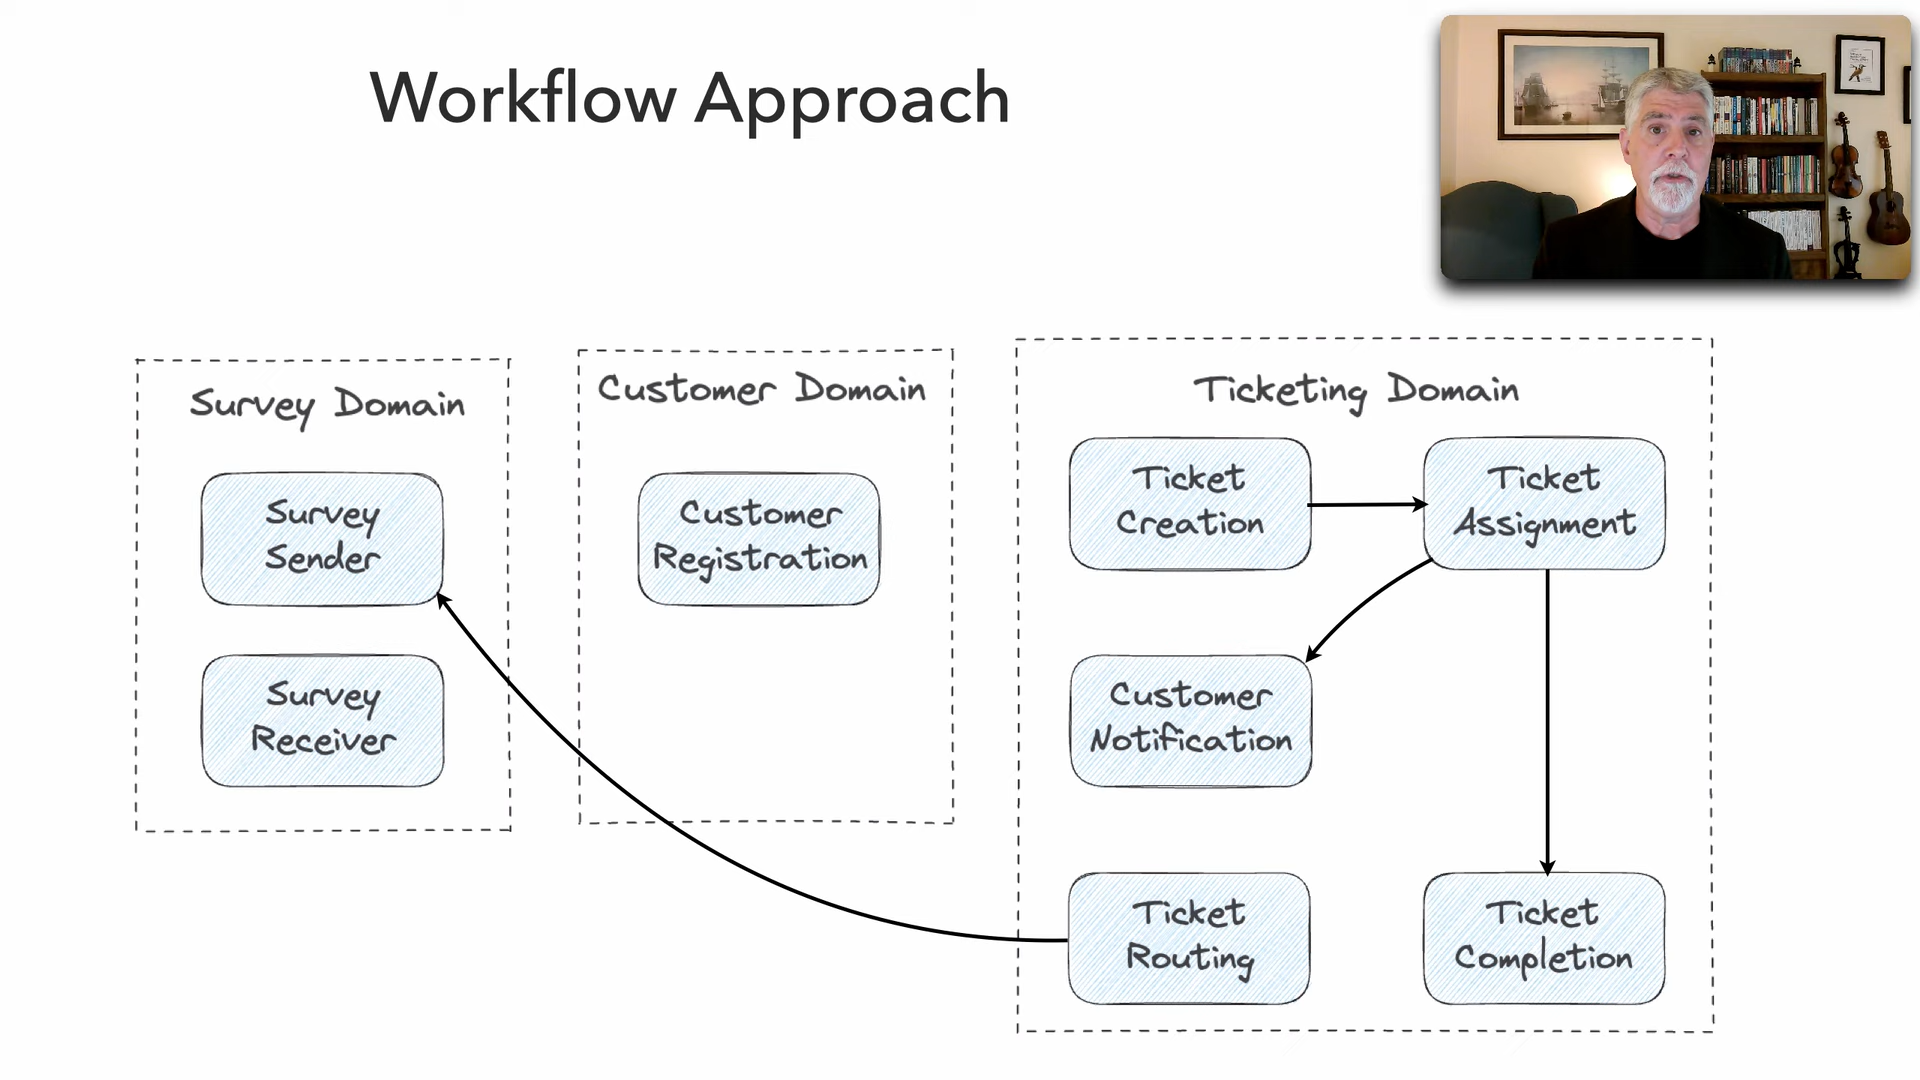 Workflow Approach
Survey Domain
Survey
Sender
Survey
Receiver
Customer Domain
Customer
Registration
Ticketing Domain
Ticket
Creation
Ticket
Assignment
Customer
Notification
Ticket
Routing
Ticket
Completion